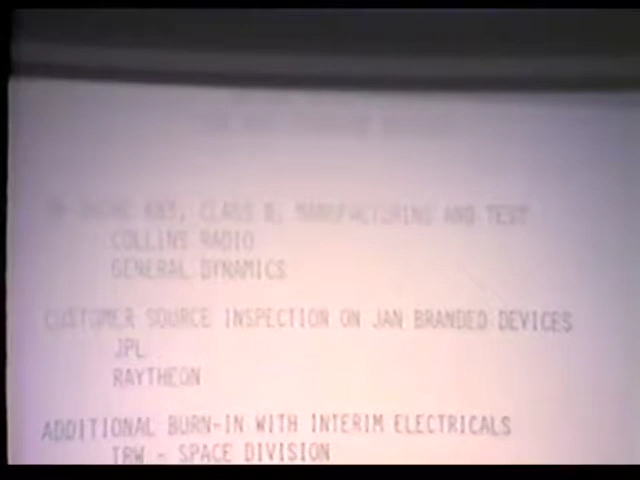 883, CLASS B, MANUFACTURING AND TEST
COLLINS RADIO
GENERAL DYNAMICS
CUSTOMER SOURCE INSPECTION ON JAN BRANDED DEVICES
JPL
RAYTHEON
ADDITIONAL BURN-IN WITH INTERIM ELECTRICALS
TRW - SPACE DIVISION